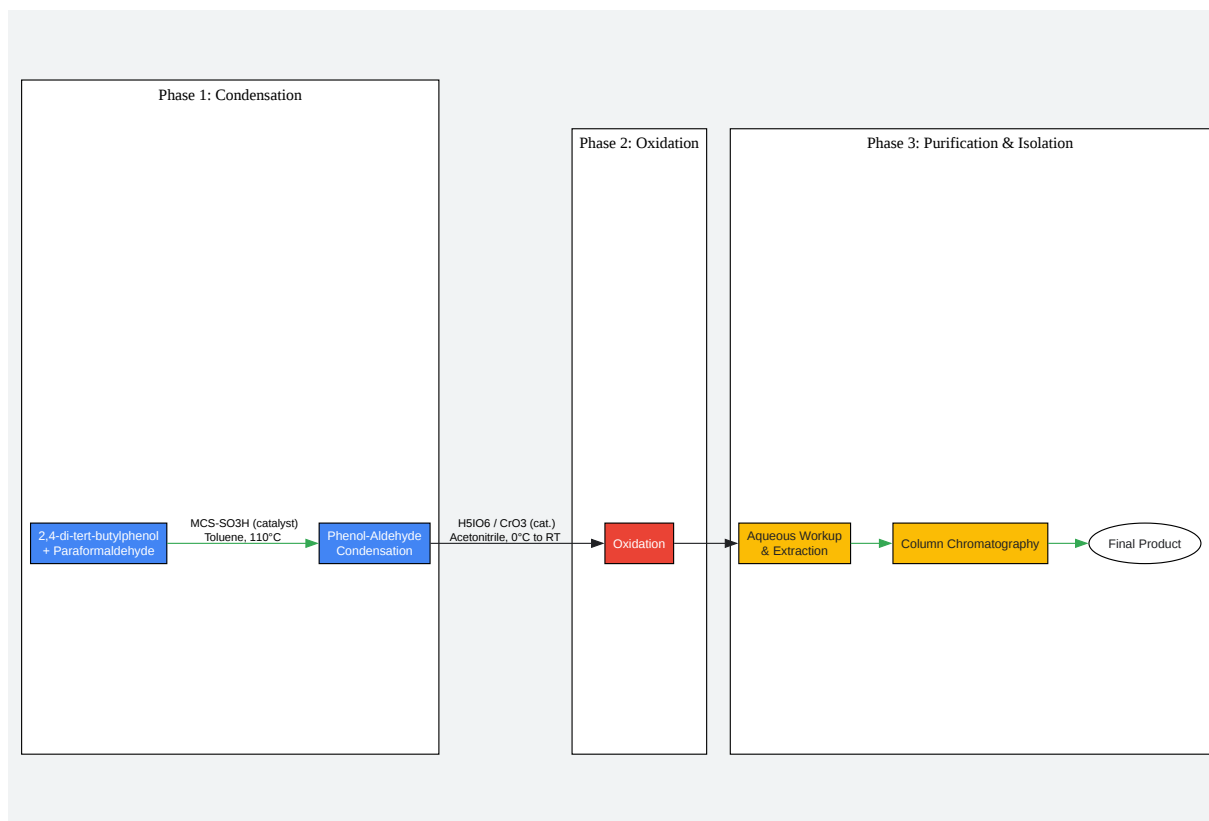 Phase 1: Condensation
2,4-di-tert-butylphenol
+ Paraformaldehyde
MCS-SO3H (catalyst)
Toluene, 110°C
Phenol-Aldehyde
Condensation
H5IO6 / CrO3 (cat.)
Acetonitrile, 0°C to RT
Phase 2: Oxidation
Oxidation
Phase 3: Purification & Isolation
Aqueous Workup
& Extraction
Column Chromatography
Final Product